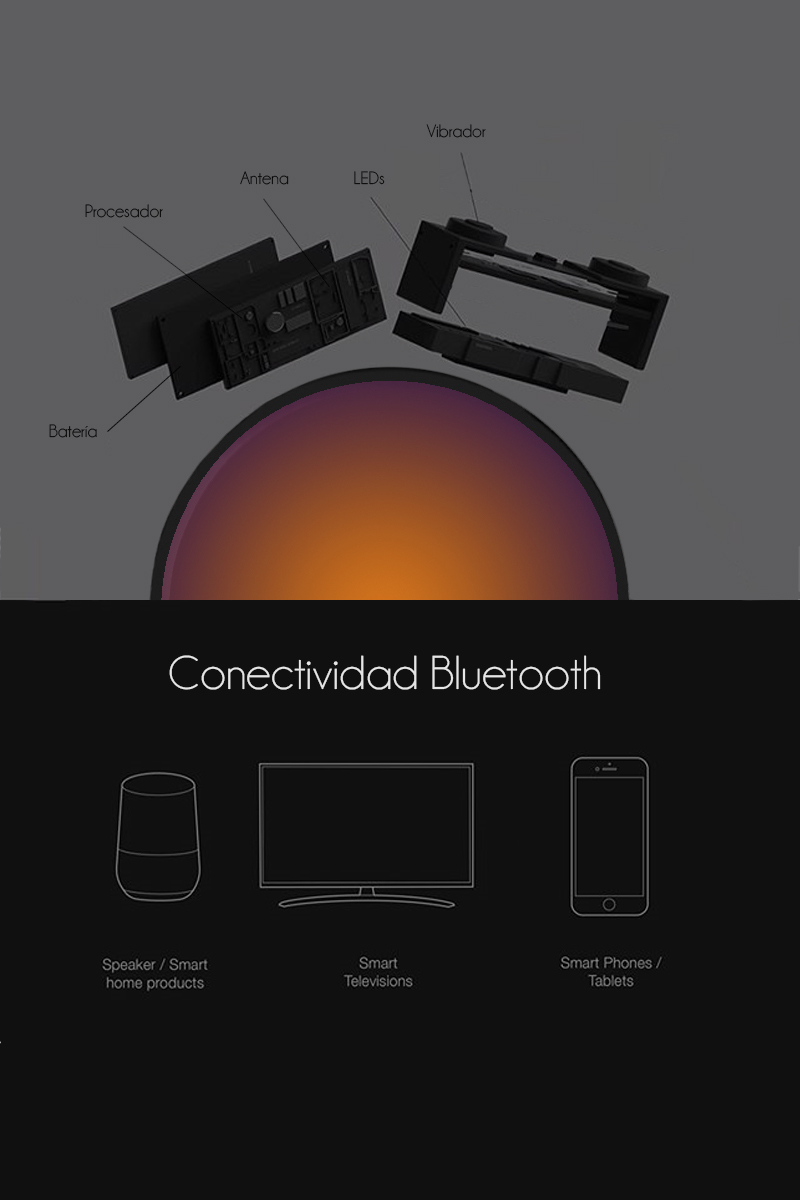 Vibrador
Antena
LEDs
Procesador
Batería
Conectividad Bluetooth
Speaker / Smart
home products
Smart
Televisions
Smart Phones /
Tablets